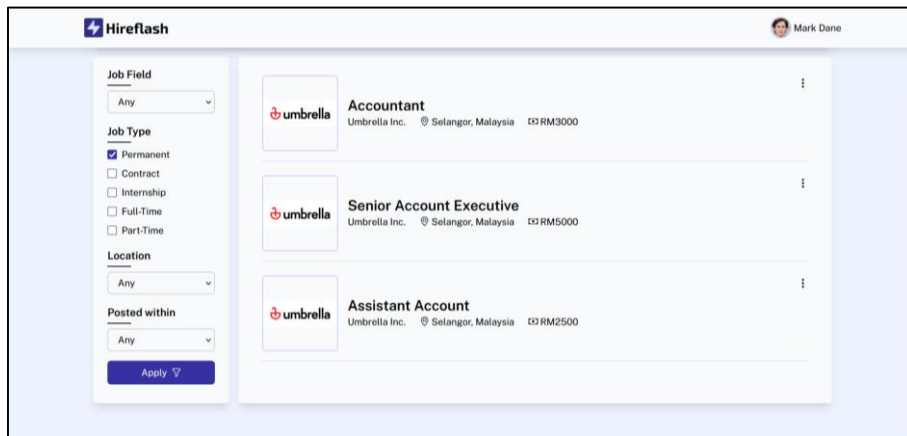 Hireflash
Mark Dane
Job Field
Any
Job Type
Permanent
Contract
Internship
Full-Time
Part-Time
Location
Any
Posted within
Any
Apply
umbrella
Accountant
Umbrella Inc. Selangor, Malaysia RM3000
umbrella
Senior Account Executive
Umbrella Inc. Selangor, Malaysia RM5000
umbrella
Assistant Account
Umbrella Inc. Selangor, Malaysia RM2500